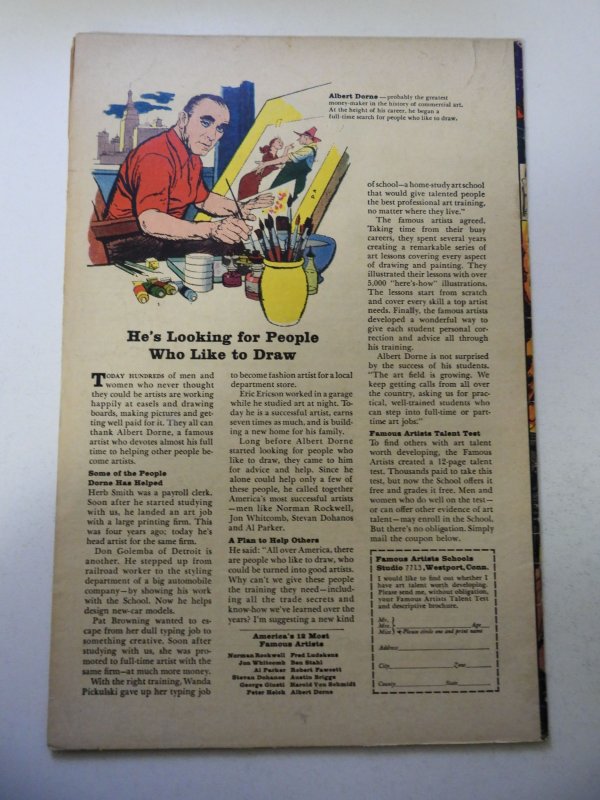 Albert Dorne — probably the greatest
money-maker in the history of commercial art.
At the height of his career, he began a
full-time search for people who like to draw.
He's Looking for People
Who Like to Draw
TODAY HUNDREDS of men and
women who never thought
they could be artists are working
happily at easels and drawing
boards, making pictures and get-
ting well paid for it. They all can
thank Albert Dorne, a famous
artist who devotes almost his full
time to helping other people be-
come artists.
Some of the People
Dorne Has Helped
Herb Smith was a payroll clerk.
Soon after he started studying
with us, he landed an art job
with a large printing firm. This
was four years ago; today he's
head artist for the same firm.
Don Golemba of Detroit is
another. He stepped up from
railroad worker to the styling
department of a big automobile
company—by showing his work
with the School. Now he helps
design new-car models.
Pat Browning wanted to es-
cape from her dull typing job to
something creative. Soon after
studying with us, she was pro-
moted to full-time artist with the
same firm—at much more money.
With the right training, Wanda
Pickulski gave up her typing job
to become fashion artist for a local
department store.
Eric Ericson worked in a garage
while he studied art at night. To-
day he is a successful artist, earns
seven times as much, and is build-
ing a new home for his family.
Long before Albert Dorne
started looking for people who
like to draw, they came to him
for advice and help. Since he
alone could help only a few of
these people, he called together
America's most successful artists
—men like Norman Rockwell,
Jon Whitcomb, Stevan Dohanos
and Al Parker.
A Plan to Help Others
He said: "All over America, there
are people who like to draw, who
could be turned into good artists.
Why can't we give these people
the training they need—includ-
ing all the trade secrets and
know-how we've learned over the
years? I'm suggesting a new kind
America's 12 Most
Famous Artists
Norman Rockwell Fred Ludekens
Jon Whitcomb Ben Stahl
Al Parker Robert Fawcett
Stevan Dohanos Austin Briggs
George Giusti Harold Von Schmidt
Peter Helck Albert Dorne
of school—a home-study art school
that would give talented people
the best professional art training,
no matter where they live."
The famous artists agreed.
Taking time from their busy
careers, they spent several years
creating a remarkable series of
art lessons covering every aspect
of drawing and painting. They
illustrated their lessons with over
5,000 "here's-how" illustrations.
The lessons start from scratch
and cover every skill a top artist
needs. Finally, the famous artists
developed a wonderful way to
give each student personal cor-
rection and advice all through
his training.
Albert Dorne is not surprised
by the success of his students.
"The art field is growing. We
keep getting calls from all over
the country, asking us for prac-
tical, well-trained students who
can step into full-time or part-
time art jobs."
Famous Artists Talent Test
To find others with art talent
worth developing, the Famous
Artists created a 12-page talent
Test. Thousands paid to take this
test, but now the School offers it
free and grades it free. Men and
women who do well on the test—
or can offer other evidence of art
talent—may enroll in the School.
But there's no obligation. Simply
mail the coupon below.
Famous Artists Schools
Studio 7713, Westport, Conn.
I would like to find out whether I
have art talent worth developing.
Please send me, without obligation,
your Famous Artists Talent Test
and descriptive brochure.
Mr.
Mrs. Age
Miss Please circle one and print name
Address
City Zone
County State